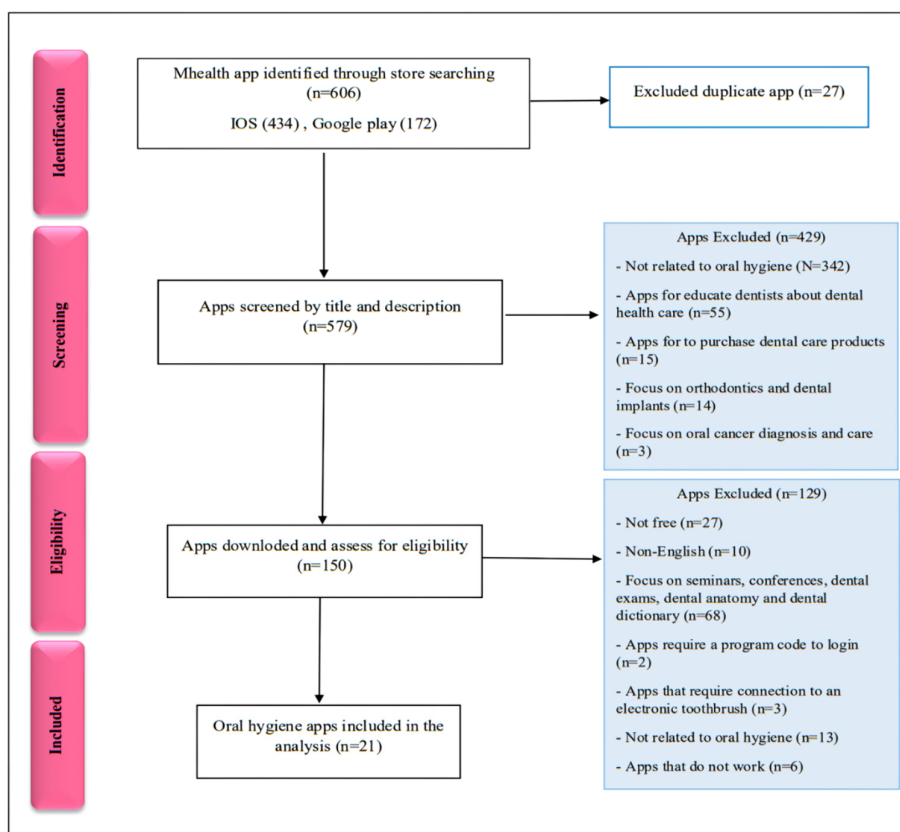 Identification
Mhealth app identified through store searching
(n=606)
IOS (434) , Google play (172)
Excluded duplicate app (n=27)
Screening
Apps screened by title and description
(n=579)
Apps Excluded (n=429)
- Not related to oral hygiene (N=342)
- Apps for educate dentists about dental
health care (n=55)
- Apps for to purchase dental care products
(n=15)
- Focus on orthodontics and dental
implants (n=14)
- Focus on oral cancer diagnosis and care
(n=3)
Eligibility
Apps downloded and assess for eligibility
(n=150)
Apps Excluded (n=129)
- Not free (n=27)
- Non-English (n=10)
- Focus on seminars, conferences, dental
exams, dental anatomy and dental
dictionary (n=68)
- Apps require a program code to login
(n=2)
- Apps that require connection to an
electronic toothbrush (n=3)
- Not related to oral hygiene (n=13)
- Apps that do not work (n=6)
Included
Oral hygiene apps included in the
analysis (n=21)